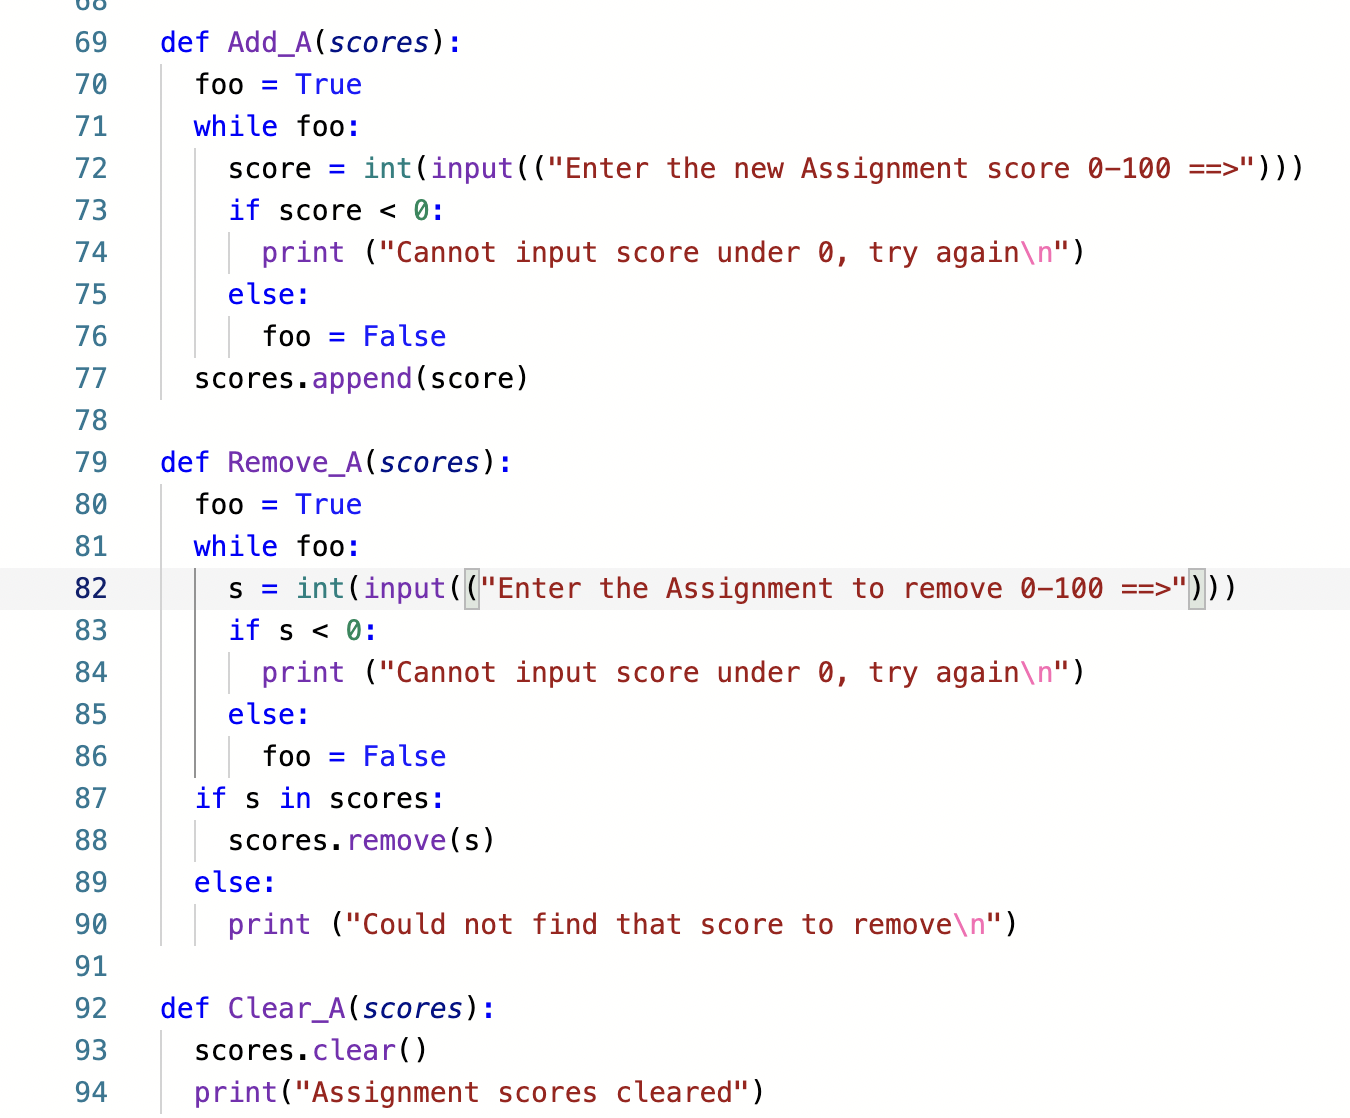 68
69 def Add_A(scores):
70 foo = True
71 while foo:
72 score = int(input(("Enter the new Assignment score 0-100 ==>")))
73 if score < 0:
74 print ("Cannot input score under 0, try again\n")
75 else:
76 foo = False
77 scores.append(score)
78
79 def Remove_A(scores):
80 foo = True
81 while foo:
82 s = int(input(("Enter the Assignment to remove 0-100 ==>")))
83 if s < 0:
84 print ("Cannot input score under 0, try again\n")
85 else:
86 foo = False
87 if s in scores:
88 scores.remove(s)
89 else:
90 print ("Could not find that score to remove\n")
91
92 def Clear_A(scores):
93 scores.clear()
94 print("Assignment scores cleared")